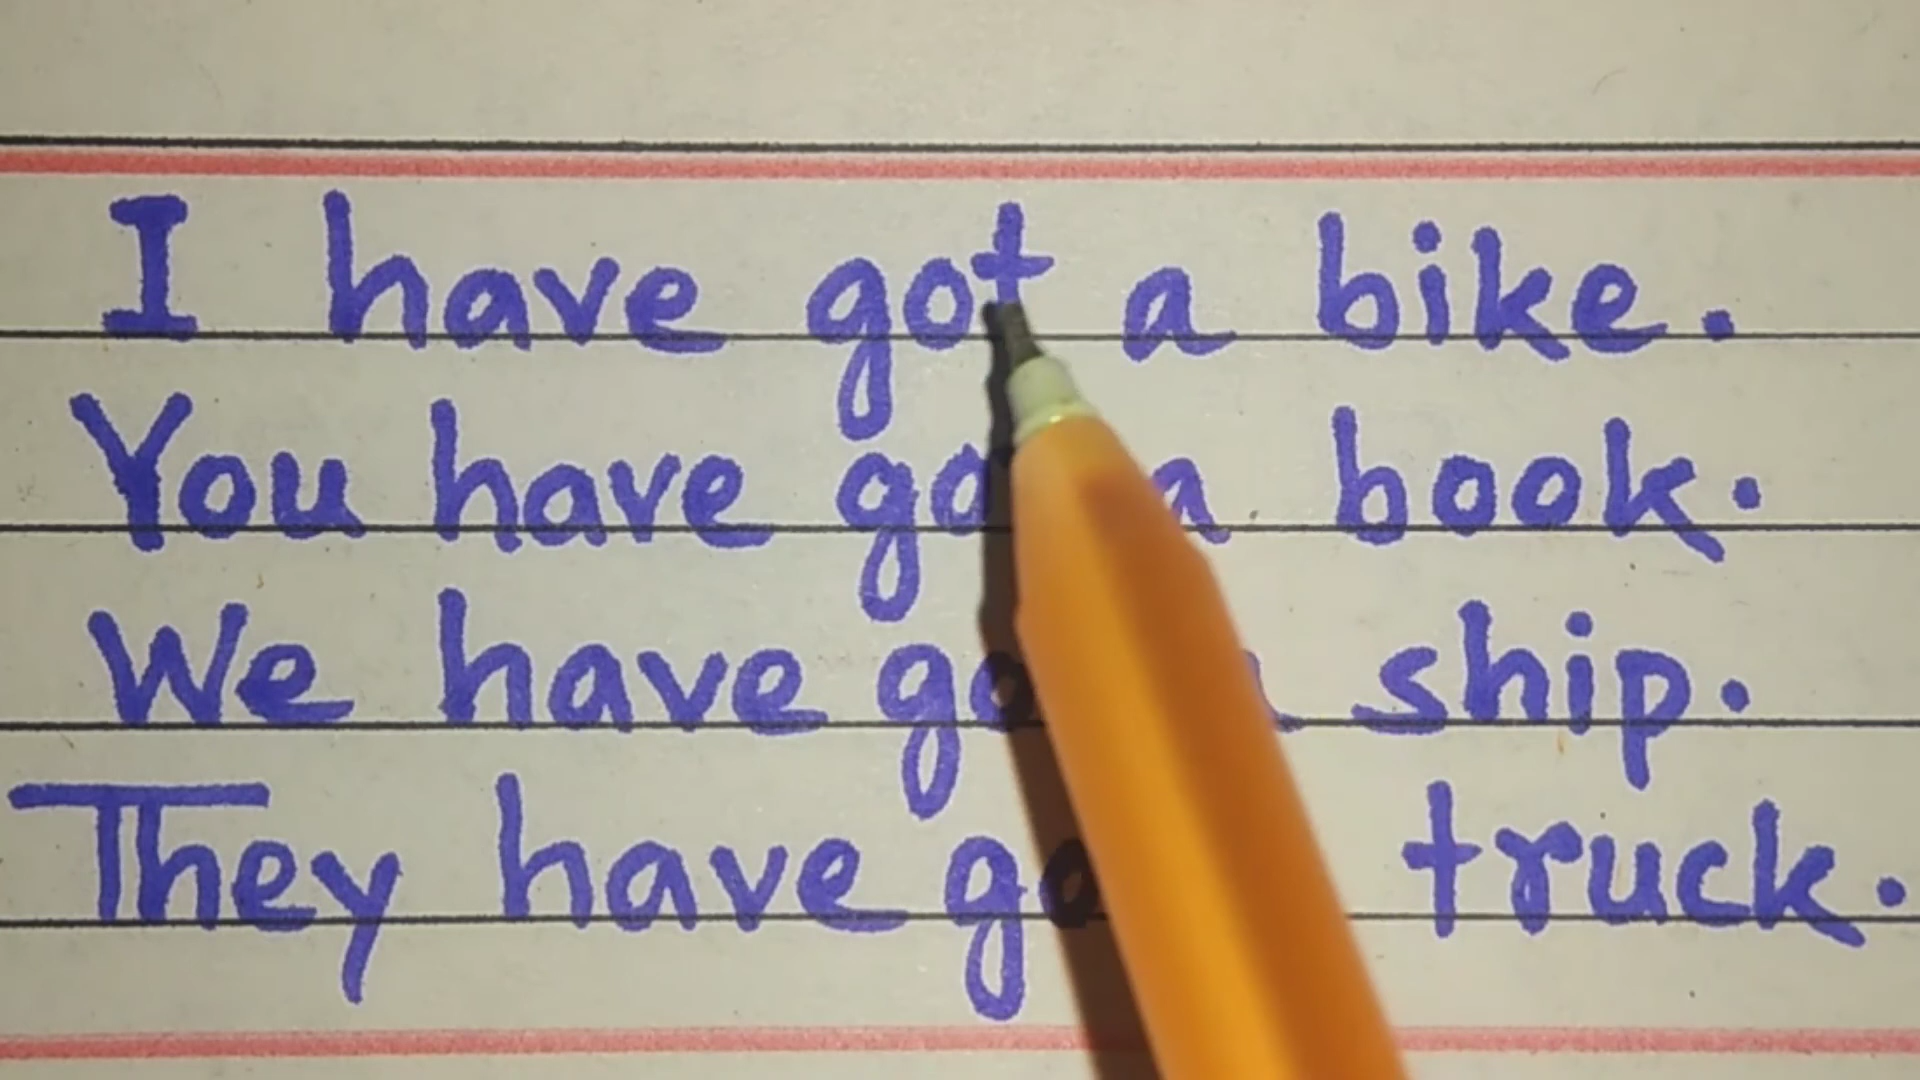 I have got a bike.
You have a book.
We have ship.
They have truck.